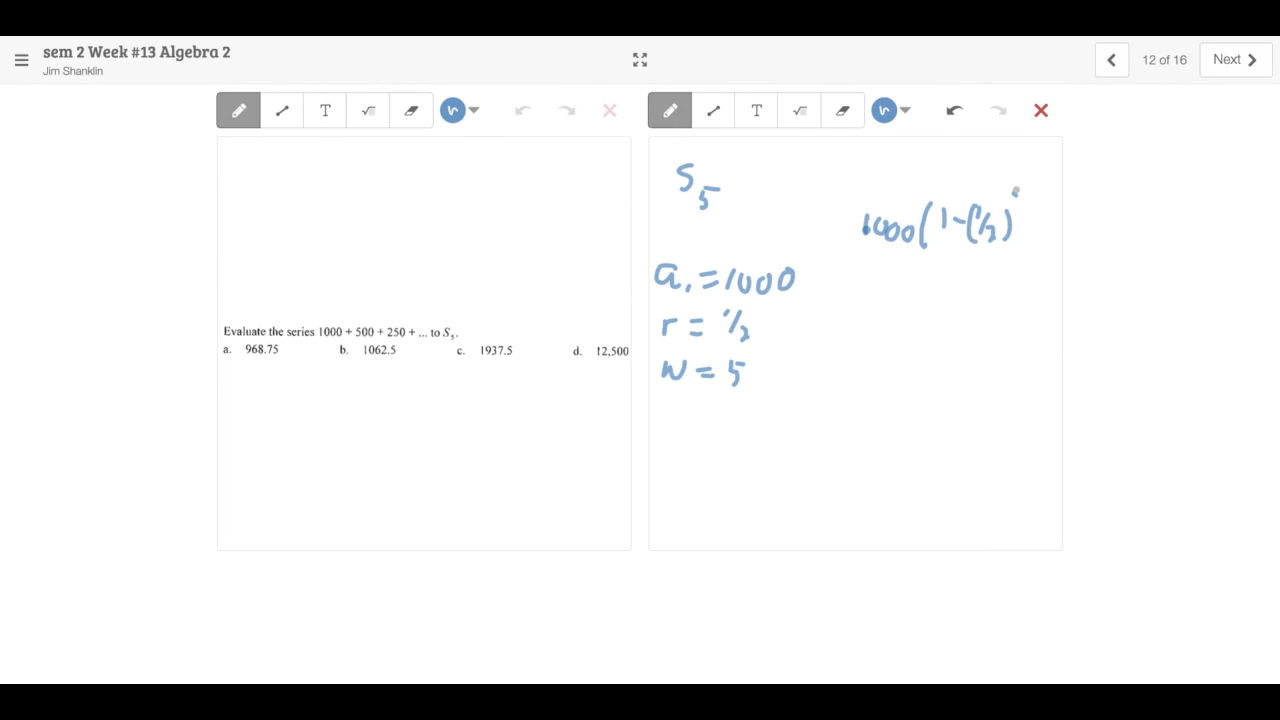 sem 2 Week #13 Algebra 2
Jim Shanklin
12 of 16
Next
T
T
Evaluate the series 1000 + 500 + 250 + ... to S₅.
a. 968.75 b. 1062.5 c. 1937.5 d. 12,500
S₅
1000(1-(1/2)
a₁ = 1000
r = 1/2
n = 5